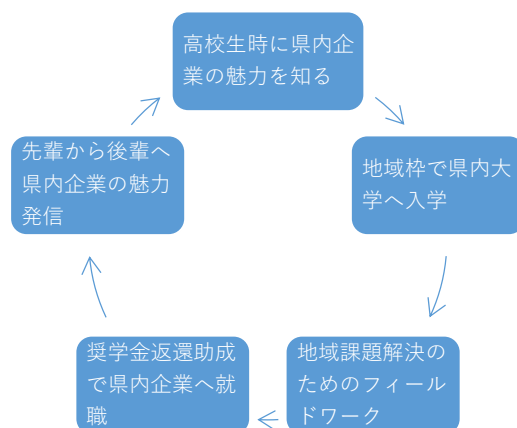 高校生時に県内企
業の魅力を知る
地域枠で県内大
学へ入学
地域課題解決の
ためのフィール
ドワーク
奨学金返還助成
で県内企業へ就
職
先輩から後輩へ
県内企業の魅力
発信